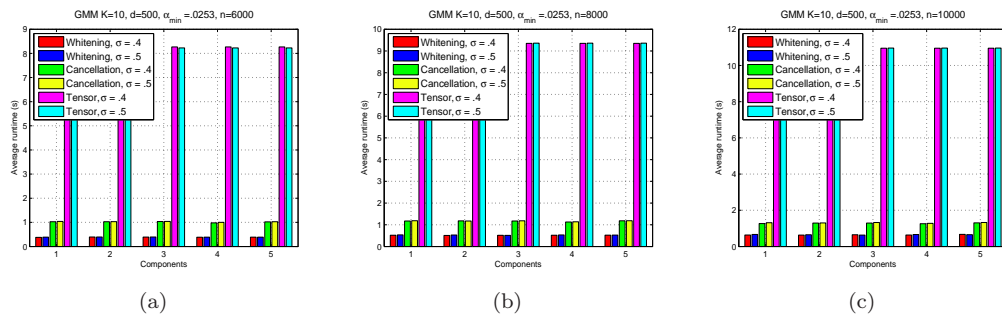 GMM K=10, d=500, α_min =.0253, n=6000
Average runtime (s)
9
8
7
6
5
4
3
2
1
0
Whitening, σ = .4
Whitening, σ = .5
Cancellation, σ = .4
Cancellation, σ = .5
Tensor, σ = .4
Tensor, σ = .5
1 2 3 4 5
Components
(a)
GMM K=10, d=500, α_min =.0253, n=8000
Average runtime (s)
10
9
8
7
6
5
4
3
2
1
0
Whitening, σ = .4
Whitening, σ = .5
Cancellation, σ = .4
Cancellation, σ = .5
Tensor, σ = .4
Tensor, σ = .5
1 2 3 4 5
Components
(b)
GMM K=10, d=500, α_min =.0253, n=10000
Average runtime (s)
12
10
8
6
4
2
0
Whitening, σ = .4
Whitening, σ = .5
Cancellation, σ = .4
Cancellation, σ = .5
Tensor, σ = .4
Tensor, σ = .5
1 2 3 4 5
Components
(c)